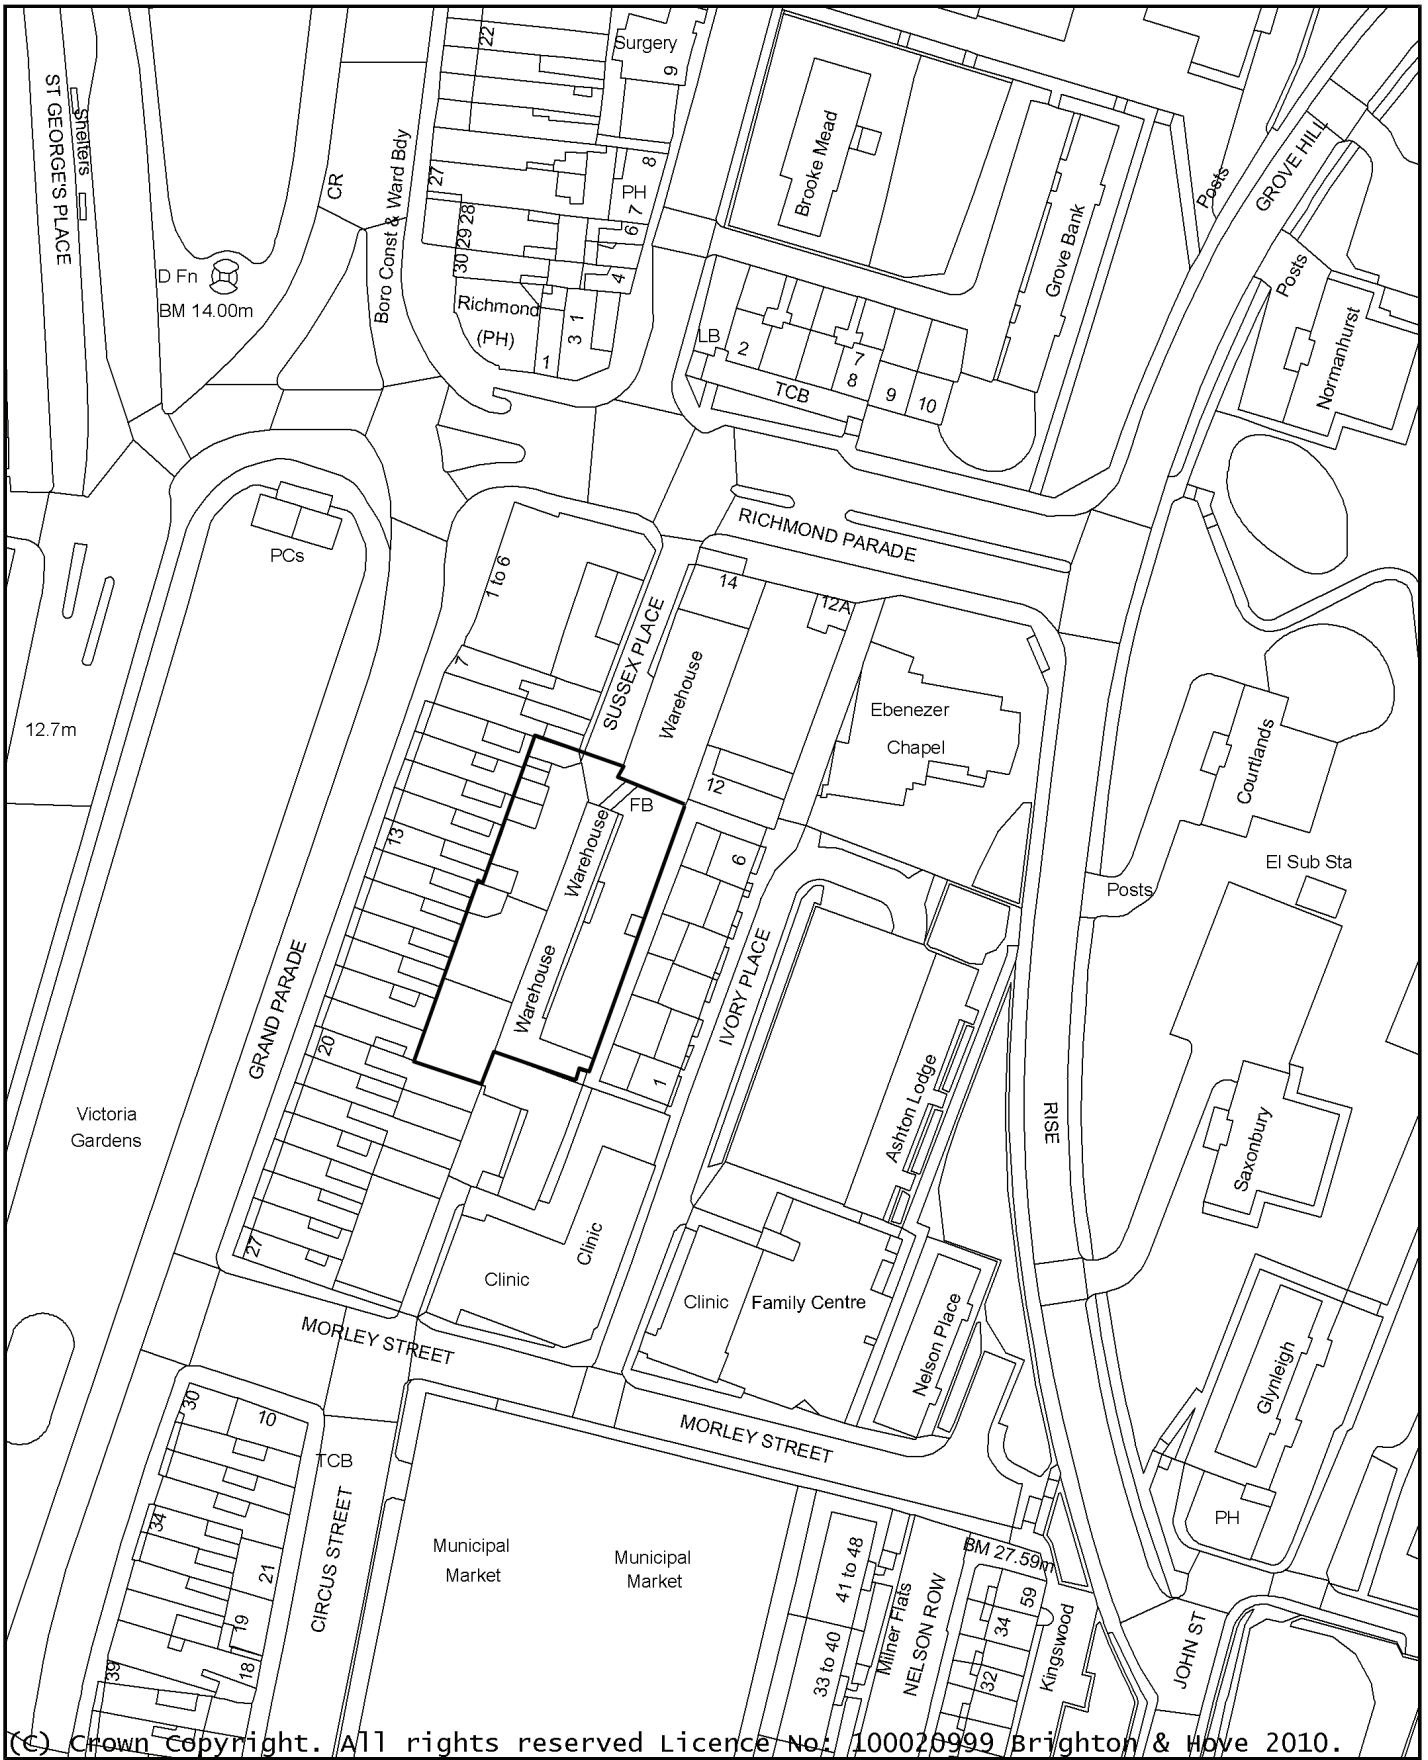 22
Surgery
9
ST GEORGE'S PLACE
Shelters
CR
Boro Const & Ward Bdy
27
8
PH
7
6
28
29
30
4
D Fn
BM 14.00m
Richmond
(PH)
1
3
1
Brooke Mead
Grove Bank
Posts
GROVE HILL
Posts
Normanhurst
LB
2
7
8
9
10
TCB
PCs
RICHMOND PARADE
1 to 6
7
SUSSEX PLACE
14
12A
Warehouse
Ebenezer
Chapel
12.7m
12
FB
13
Warehouse
6
Courtlands
El Sub Sta
Posts
GRAND PARADE
Warehouse
IVORY PLACE
20
1
Ashton Lodge
RISE
Victoria
Gardens
Saxonbury
27
Clinic
Clinic
Clinic
Family Centre
Nelson Place
MORLEY STREET
Glynleigh
30
10
MORLEY STREET
TCB
34
CIRCUS STREET
Municipal
Market
Municipal
Market
PH
21
19
18
39
41 to 48
33 to 40
Milner Flats
NELSON ROW
BM 27.59m
59
34
32
Kingswood
JOHN ST
(C) Crown Copyright. All rights reserved Licence No: 100020999 Brighton & Hove 2010.